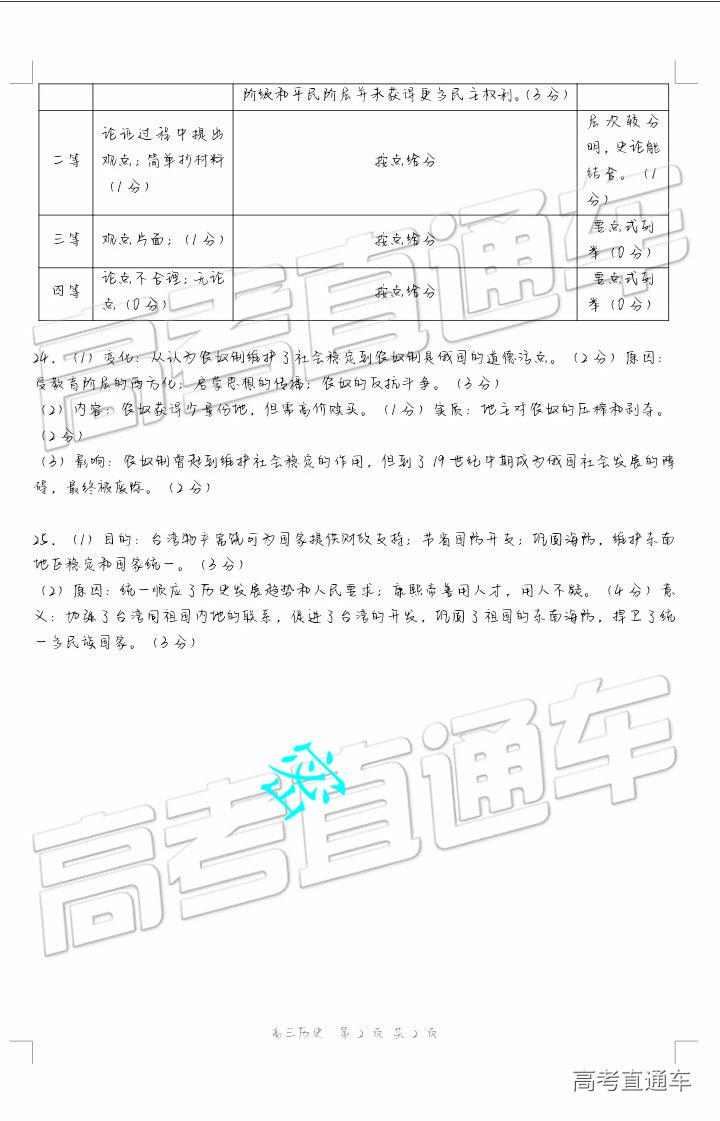 阶级和平民阶层并未获得更多民主权利。(3分)
二等
论证过程中提出
观点；简单抄材料
（1分）
按点给分
层次较分
明，史论能
结合。（1
分）
三等
观点片面；（1分）
按点给分
要点式列
举（0分）
四等
论点不合理；无论
点（0分）
按点给分
要点式列
举（0分）
24．（1）变化：从认为农奴制维护了社会稳定到农奴制是俄国的道德污点。（2分）原因：
受教育阶层的西方化；启蒙思想的传播；农奴的反抗斗争。（3分）
（2）内容：农奴获得少量份地，但需高价赎买。（1分）实质：地主对农奴的压榨和剥夺。
（2分）
（3）影响：农奴制曾起到维护社会稳定的作用，但到了19世纪中期成为俄国社会发展的障
碍，最终被废除。（2分）
25．（1）目的：台湾物产富饶可为国家提供财政支持；节省国防开支；巩固海防，维护东南
地区稳定和国家统一。（3分）
（2）原因：统一顺应了历史发展趋势和人民要求；康熙帝善用人才，用人不疑。（4分）意
义：加强了台湾同祖国内地的联系，促进了台湾的开发，巩固了祖国的东南海防，捍卫了统
一多民族国家。（3分）
高考直通车
高考直通车
密
高三历史 第 2 页 共 2 页
高考直通车